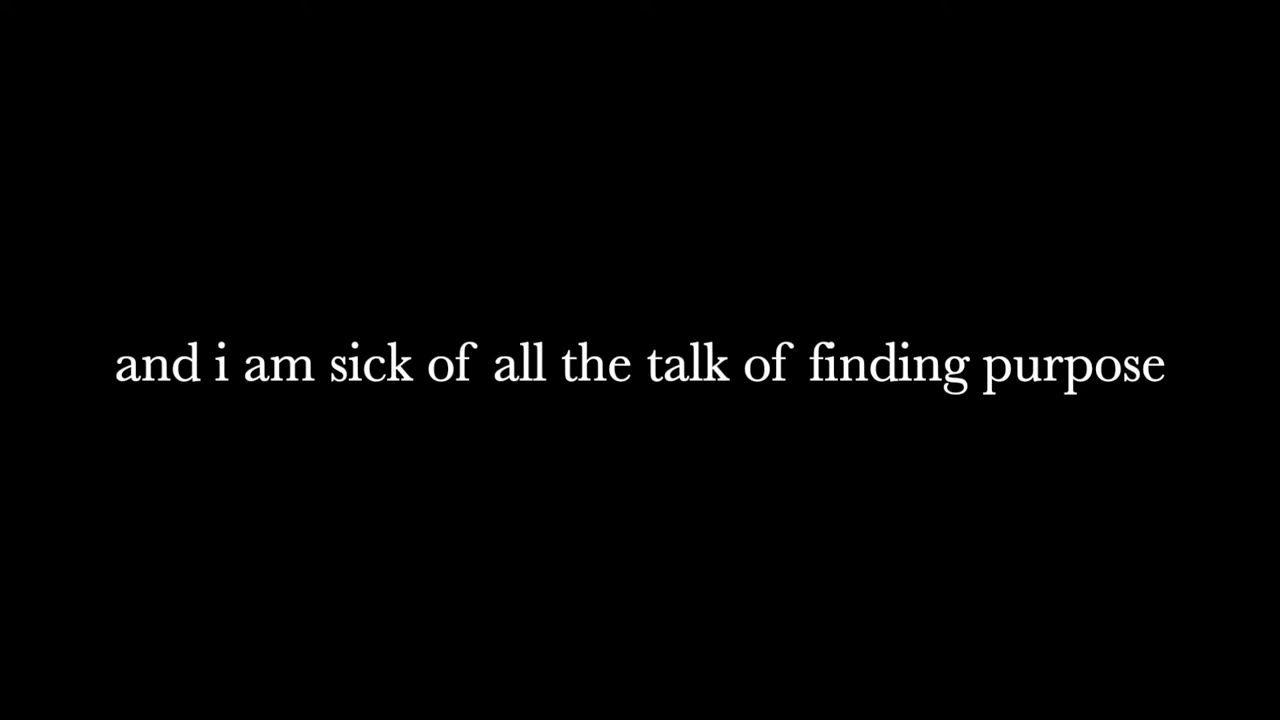 and i am sick of all the talk of finding purpose